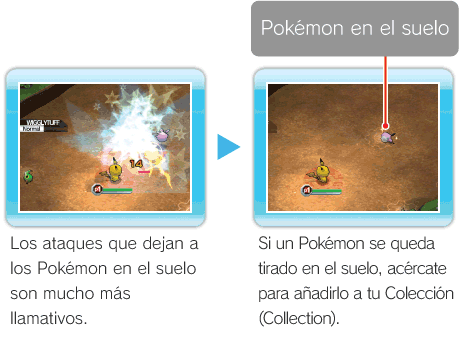 Pokémon en el suelo
WIGGLYTUFF
Normal
14
Los ataques que dejan a
los Pokémon en el suelo
son mucho más
llamativos.
Si un Pokémon se queda
tirado en el suelo, acércate
para añadirlo a tu Colección
(Collection).